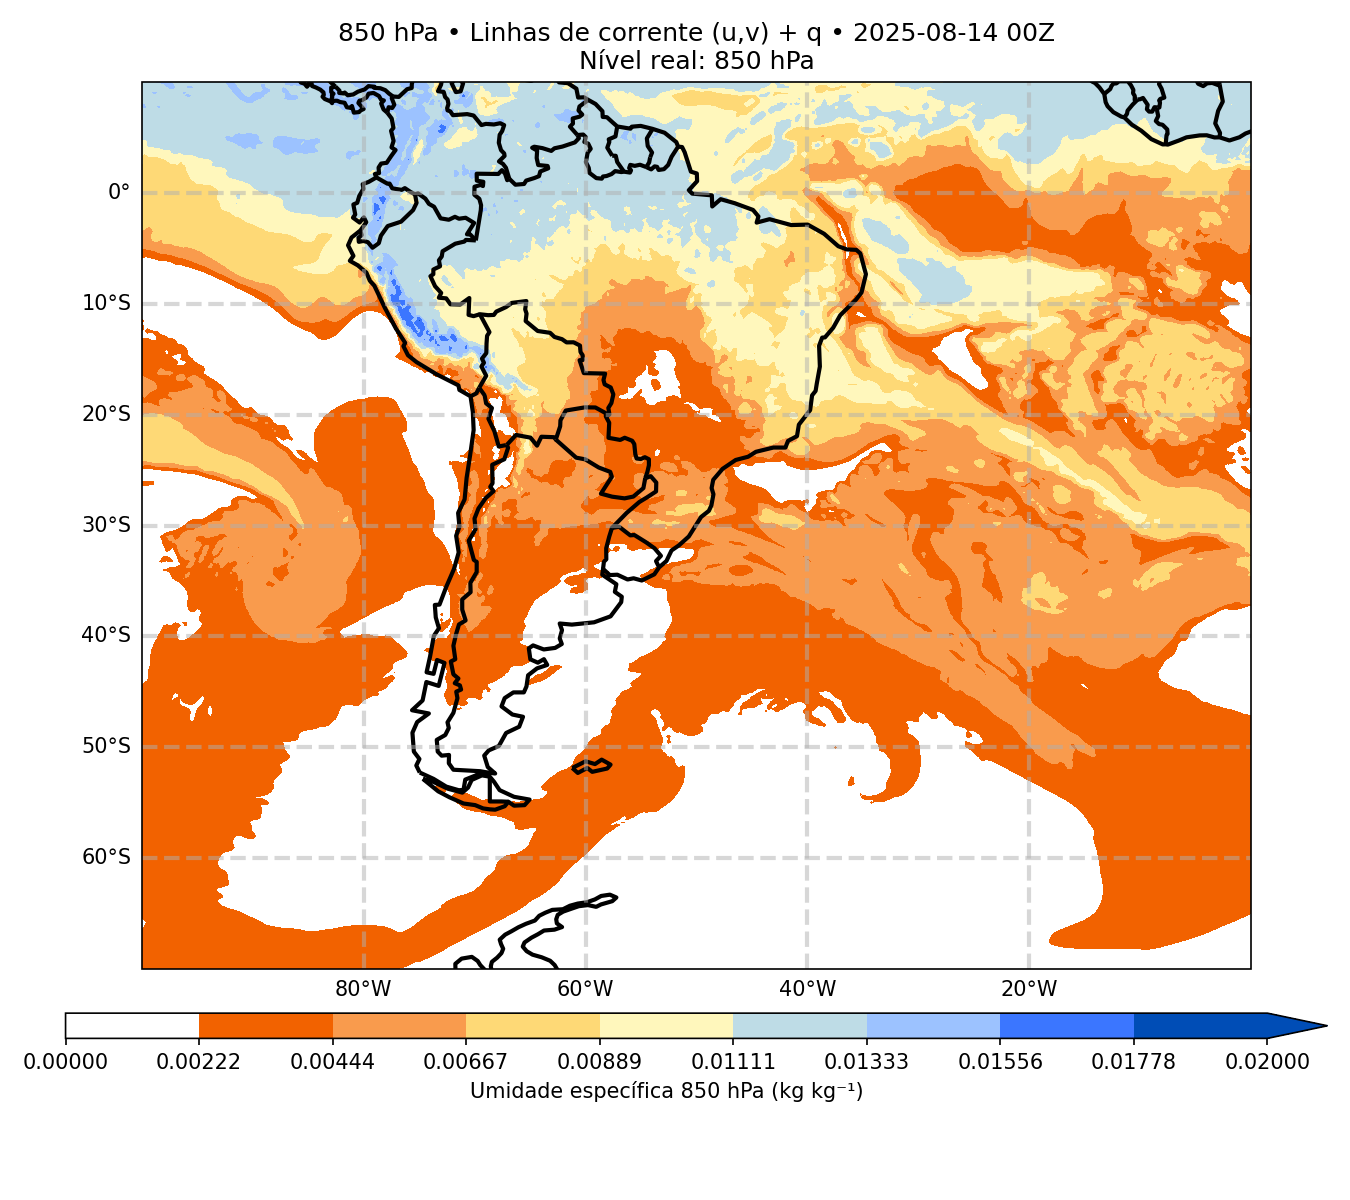 850 hPa • Linhas de corrente (u,v) + q • 2025-08-14 00Z
Nível real: 850 hPa
0°
10°S
20°S
30°S
40°S
50°S
60°S
80°W 60°W 40°W 20°W
0.00000 0.00222 0.00444 0.00667 0.00889 0.01111 0.01333 0.01556 0.01778 0.02000
Umidade específica 850 hPa (kg kg⁻¹)